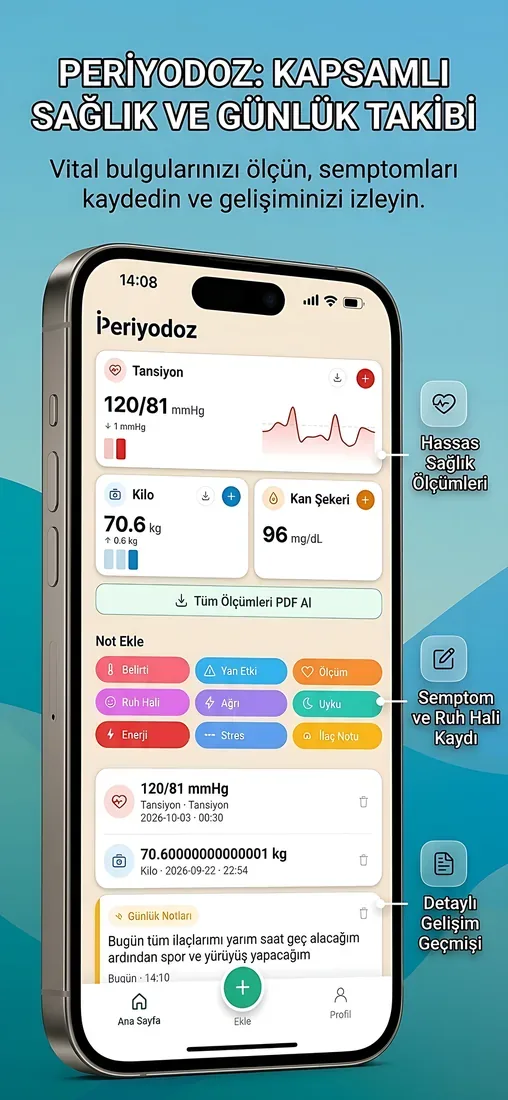 PERİYODOZ: KAPSAMLI
SAĞLIK VE GÜNLÜK TAKİBİ
Vital bulgularınızı ölçün, semptomları
kaydedin ve gelişiminizi izleyin.
14:08
Periyodoz
Tansiyon
120/81 mmHg
↓ 1 mmHg
Hassas
Sağlık
Ölçümleri
Kilo
70.6 kg
↑ 0.6 kg
Kan Şekeri
96 mg/dL
Tüm Ölçümleri PDF Al
Not Ekle
Belirti
Yan Etki
Ölçüm
Ruh Hali
Ağrı
Uyku
Enerji
Stres
İlaç Notu
Semptom
ve Ruh Hali
Kaydı
120/81 mmHg
Tansiyon · Tansiyon
2026-10-03 · 00:30
70.60000000000001 kg
Kilo · 2026-09-22 · 22:54
Günlük Notları
Bugün tüm ilaçlarımı yarım saat geç alacağım
ardından spor ve yürüyüş yapacağım
Bugün · 14:10
Detaylı
Gelişim
Geçmişi
Ana Sayfa
Ekle
Profil